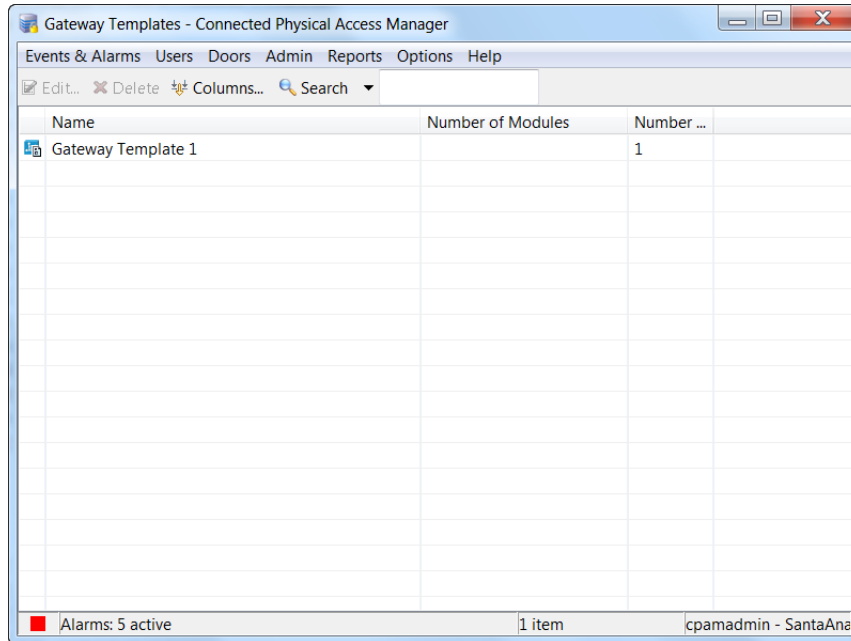 Gateway Templates - Connected Physical Access Manager
Events & Alarms Users Doors Admin Reports Options Help
Edit... Delete Columns... Search
Name Number of Modules Number ...
Gateway Template 1 1
Alarms: 5 active 1 item cpamadmin - SantaAna